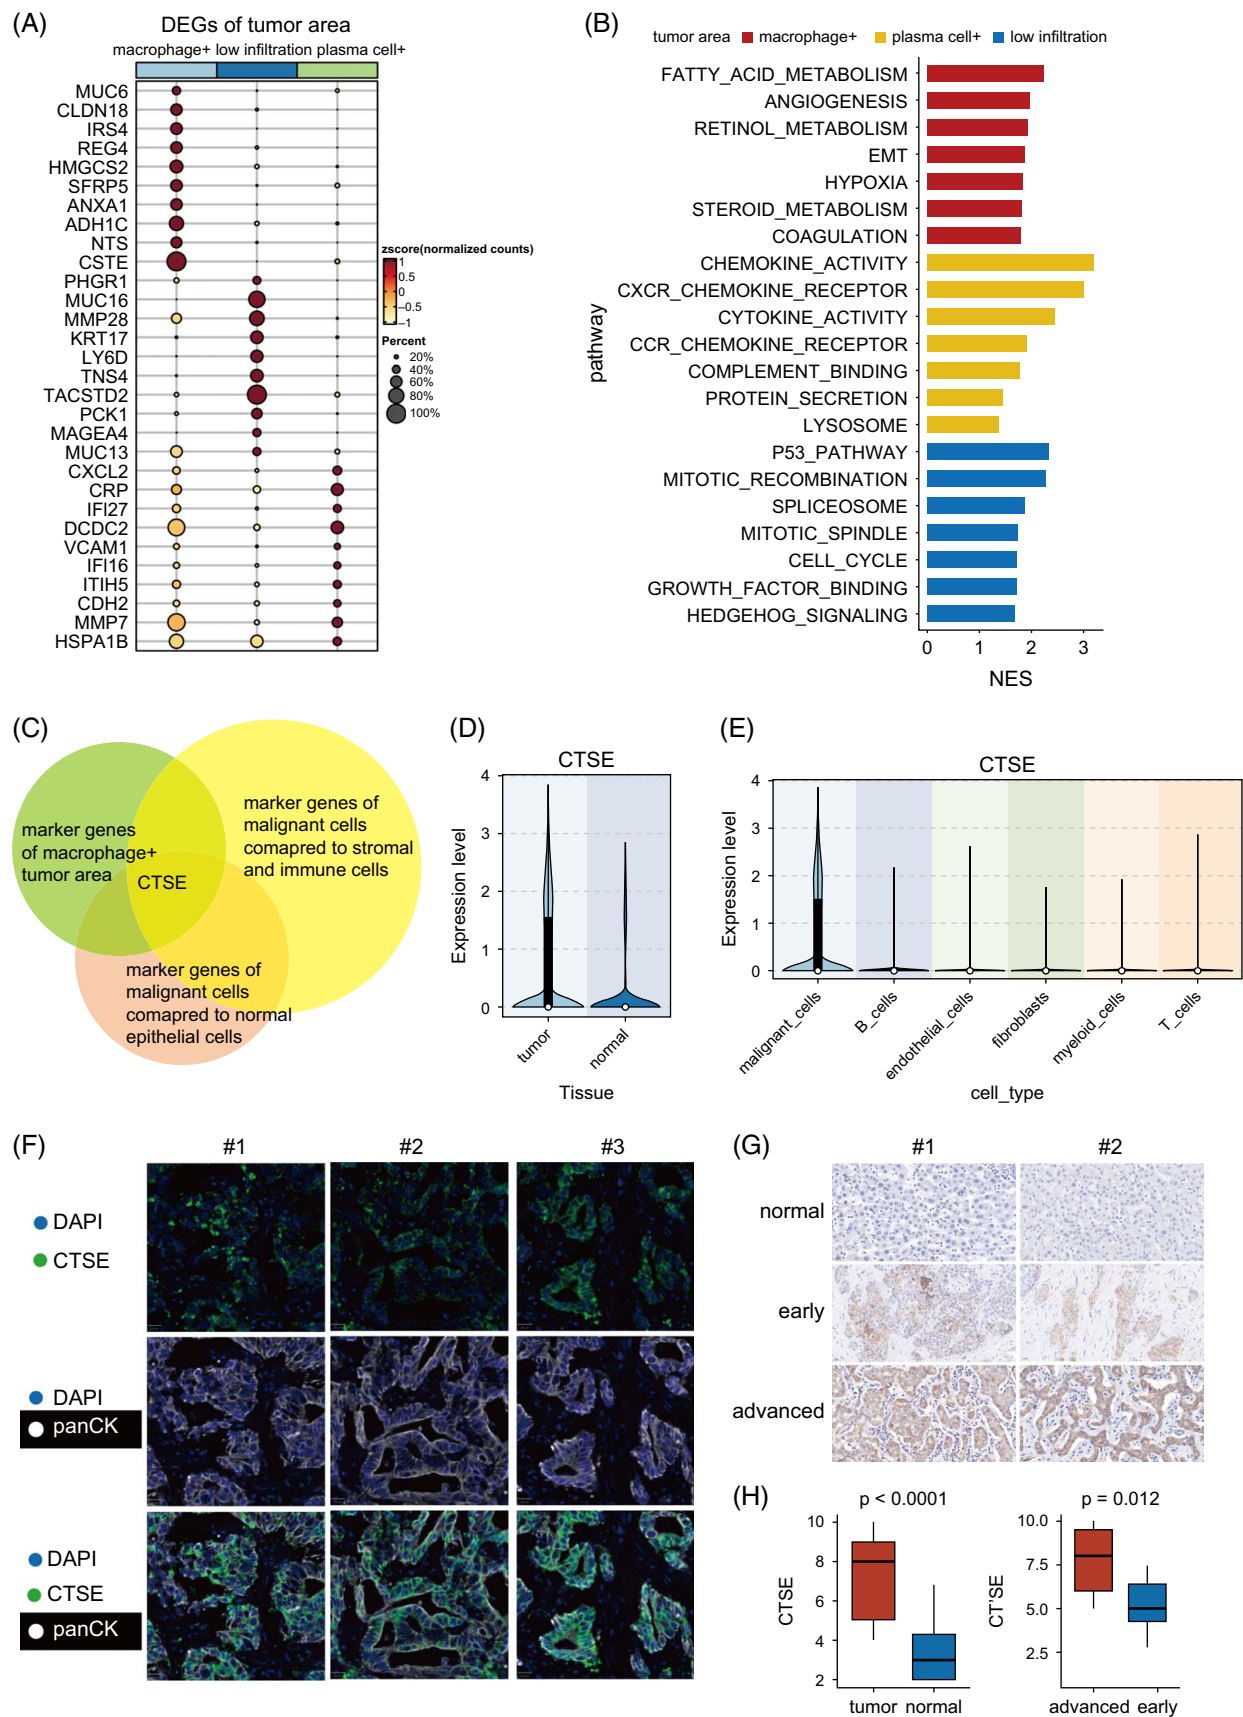 (A)
DEGs of tumor area
macrophage+ low infiltration plasma cell+
MUC6
CLDN18
IRS4
REG4
HMGCS2
SFRP5
ANXA1
ADH1C
NTS
CSTE
PHGR1
MUC16
MMP28
KRT17
LY6D
TNS4
TACSTD2
PCK1
MAGEA4
MUC13
CXCL2
CRP
IFI27
DCDC2
VCAM1
IFI16
ITIH5
CDH2
MMP7
HSPA1B
zscore(normalized counts)
1
0.5
0
−0.5
−1
Percent
20%
40%
60%
80%
100%
(B)
tumor area macrophage+ plasma cell+ low infiltration
pathway
FATTY_ACID_METABOLISM
ANGIOGENESIS
RETINOL_METABOLISM
EMT
HYPOXIA
STEROID_METABOLISM
COAGULATION
CHEMOKINE_ACTIVITY
CXCR_CHEMOKINE_RECEPTOR
CYTOKINE_ACTIVITY
CCR_CHEMOKINE_RECEPTOR
COMPLEMENT_BINDING
PROTEIN_SECRETION
LYSOSOME
P53_PATHWAY
MITOTIC_RECOMBINATION
SPLICEOSOME
MITOTIC_SPINDLE
CELL_CYCLE
GROWTH_FACTOR_BINDING
HEDGEHOG_SIGNALING
0 1 2 3
NES
(C)
marker genes
of macrophage+
tumor area
CTSE
marker genes of
malignant cells
comapred to stromal
and immune cells
marker genes of
malignant cells
comapred to normal
epithelial cells
(D)
CTSE
Expression level
4
3
2
1
0
tumor
normal
Tissue
(E)
CTSE
Expression level
4
3
2
1
0
malignant_cells
B_cells
endothelial_cells
fibroblasts
myeloid_cells
T_cells
cell_type
(F)
#1 #2 #3
DAPI
CTSE
DAPI
panCK
DAPI
CTSE
panCK
(G)
#1 #2
normal
early
advanced
(H)
p < 0.0001
CTSE
10
8
6
4
2
tumor normal
p = 0.012
CT'SE
10.0
7.5
5.0
2.5
advanced early